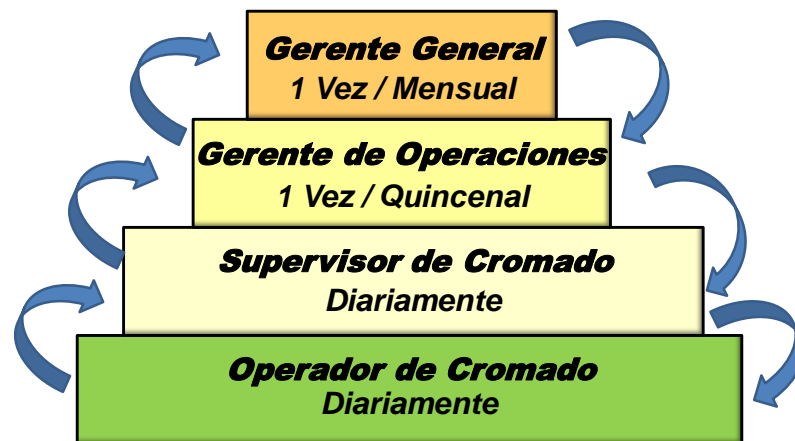 Gerente General
1 Vez / Mensual
Gerente de Operaciones
1 Vez / Quincenal
Supervisor de Cromado
Diariamente
Operador de Cromado
Diariamente